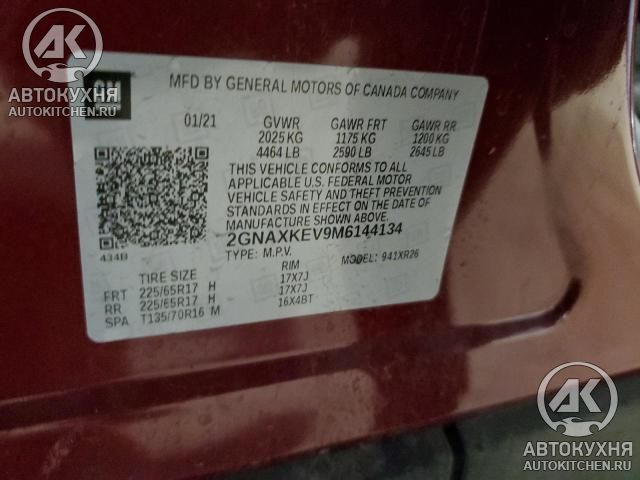 АК
АВТОКУХНЯ
AUTOKITCHEN.RU
GM
MFD BY GENERAL MOTORS OF CANADA COMPANY
01/21 GVWR GAWR FRT GAWR RR
2025 KG 1175 KG 1200 KG
4464 LB 2590 LB 2645 LB
THIS VEHICLE CONFORMS TO ALL
APPLICABLE U.S. FEDERAL MOTOR
VEHICLE SAFETY AND THEFT PREVENTION
STANDARDS IN EFFECT ON THE DATE OF
MANUFACTURE SHOWN ABOVE.
2GNAXKEV9M6144134
434B TYPE: M.P.V. MODEL: 941XR26
TIRE SIZE RIM
FRT 225/65R17 H 17X7J
RR 225/65R17 H 17X7J
SPA T135/70R16 M 16X4BT
АК
АВТОКУХНЯ
AUTOKITCHEN.RU